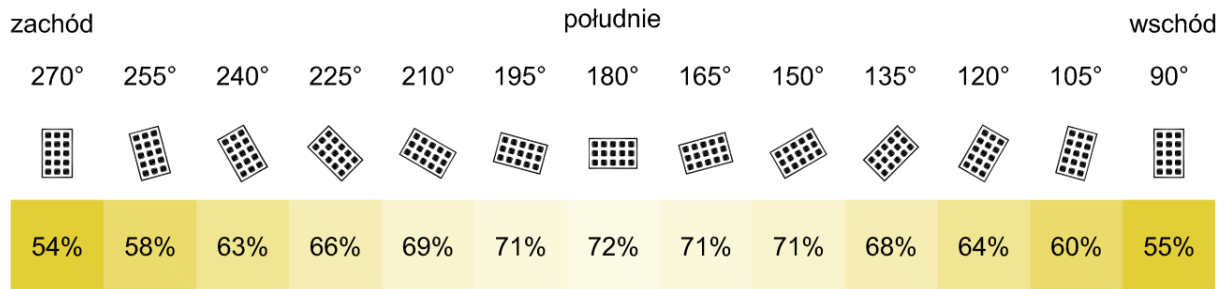 zachód południe wschód
270° 255° 240° 225° 210° 195° 180° 165° 150° 135° 120° 105° 90°
54% 58% 63% 66% 69% 71% 72% 71% 71% 68% 64% 60% 55%